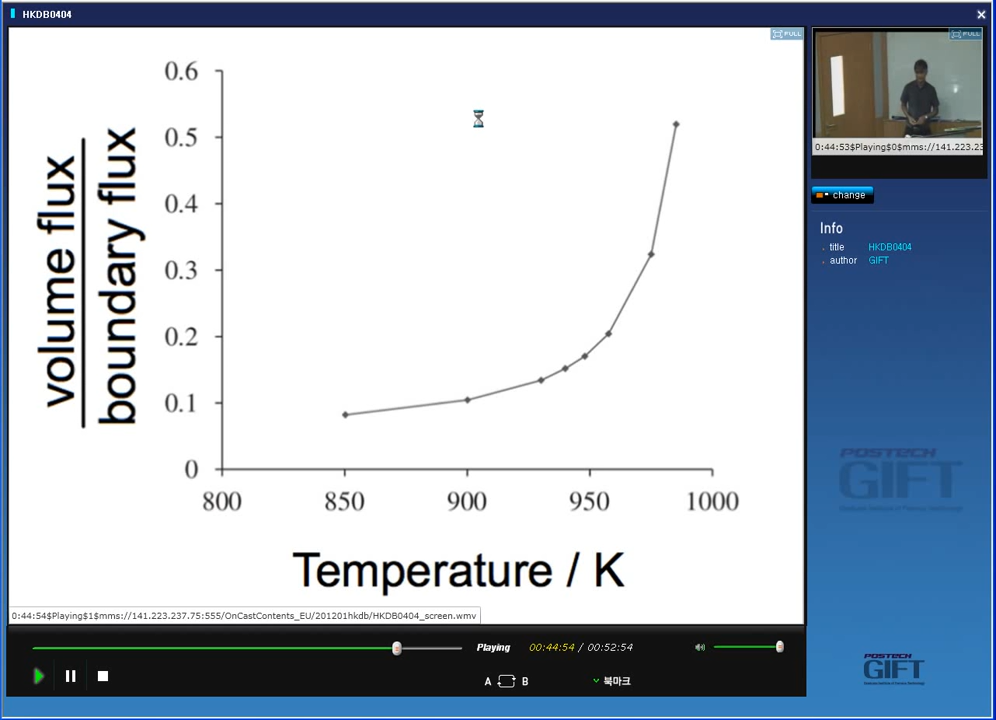 HKDB0404
FULL
0.6
0.5
0.4
0.3
0.2
0.1
0
volume flux
boundary flux
800 850 900 950 1000
Temperature / K
0:44:54$Playing$1$mms://141.223.237.75:555/OnCastContents_EU/201201hkdb/HKDB0404_screen.wmv
Playing 00:44:54 / 00:52:54
A B 북마크
FULL
0:44:53$Playing$0$mms://141.223.23
change
Info
title HKDB0404
author GIFT
POSTECH
GIFT
POSTECH
GIFT